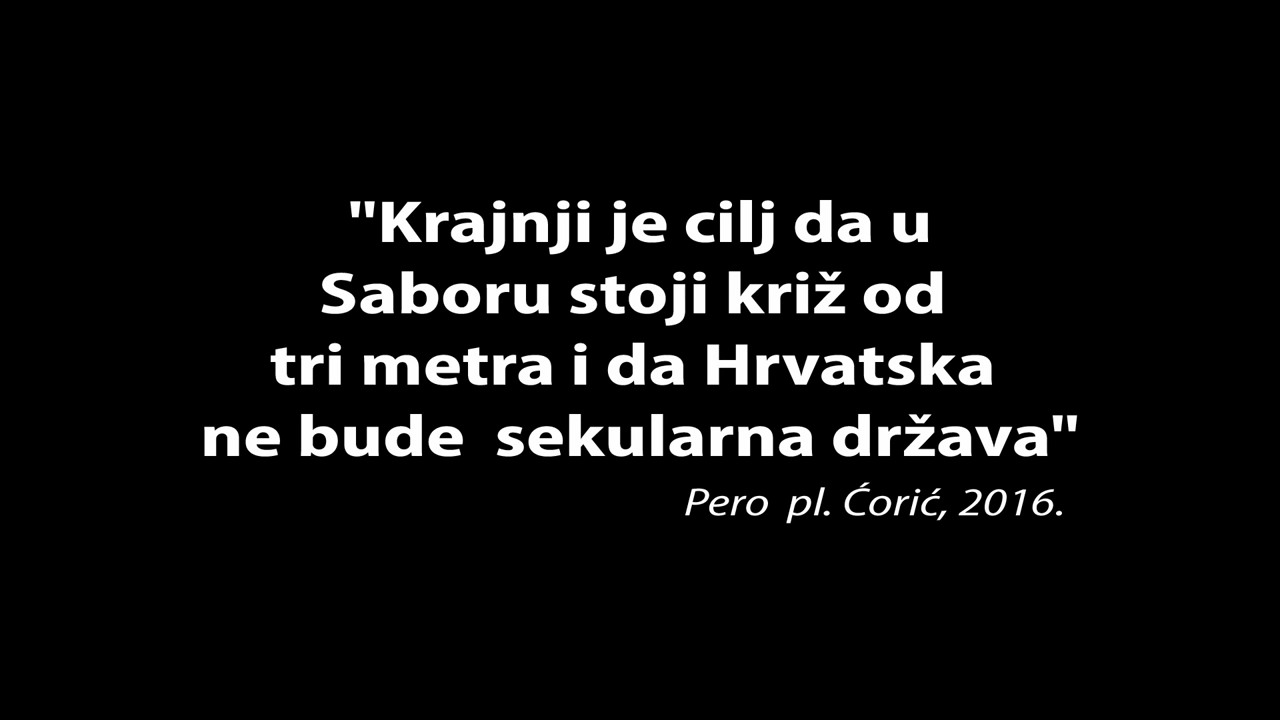 "Krajnji je cilj da u
Saboru stoji križ od
tri metra i da Hrvatska
ne bude  sekularna država"
Pero  pl. Ćorić, 2016.